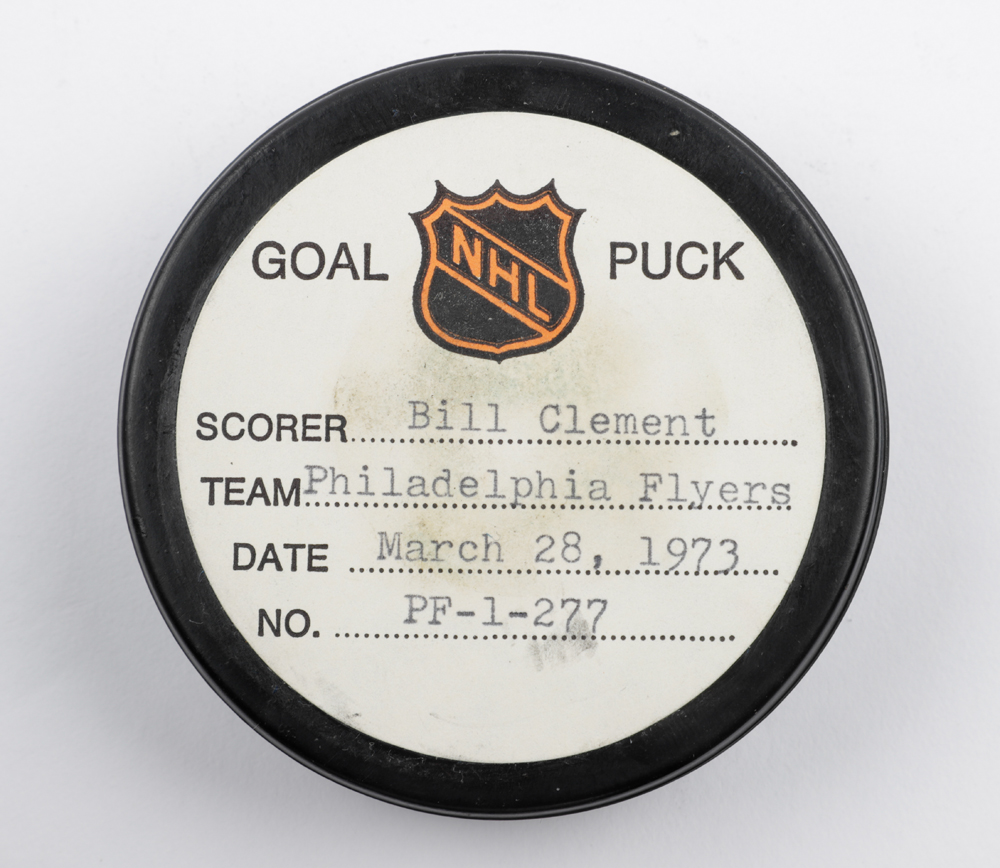 GOAL NHL PUCK
SCORER Bill Clement
TEAM Philadelphia Flyers
DATE March 28, 1973
NO. PF-1-277